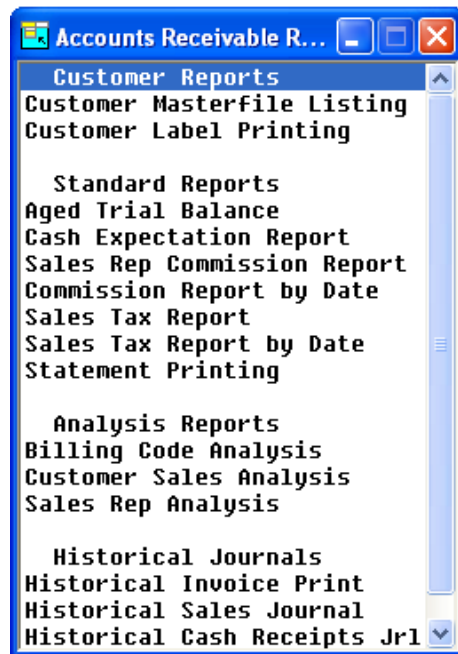 Accounts Receivable R...
Customer Reports
Customer Masterfile Listing
Customer Label Printing
Standard Reports
Aged Trial Balance
Cash Expectation Report
Sales Rep Commission Report
Commission Report by Date
Sales Tax Report
Sales Tax Report by Date
Statement Printing
Analysis Reports
Billing Code Analysis
Customer Sales Analysis
Sales Rep Analysis
Historical Journals
Historical Invoice Print
Historical Sales Journal
Historical Cash Receipts Jrl